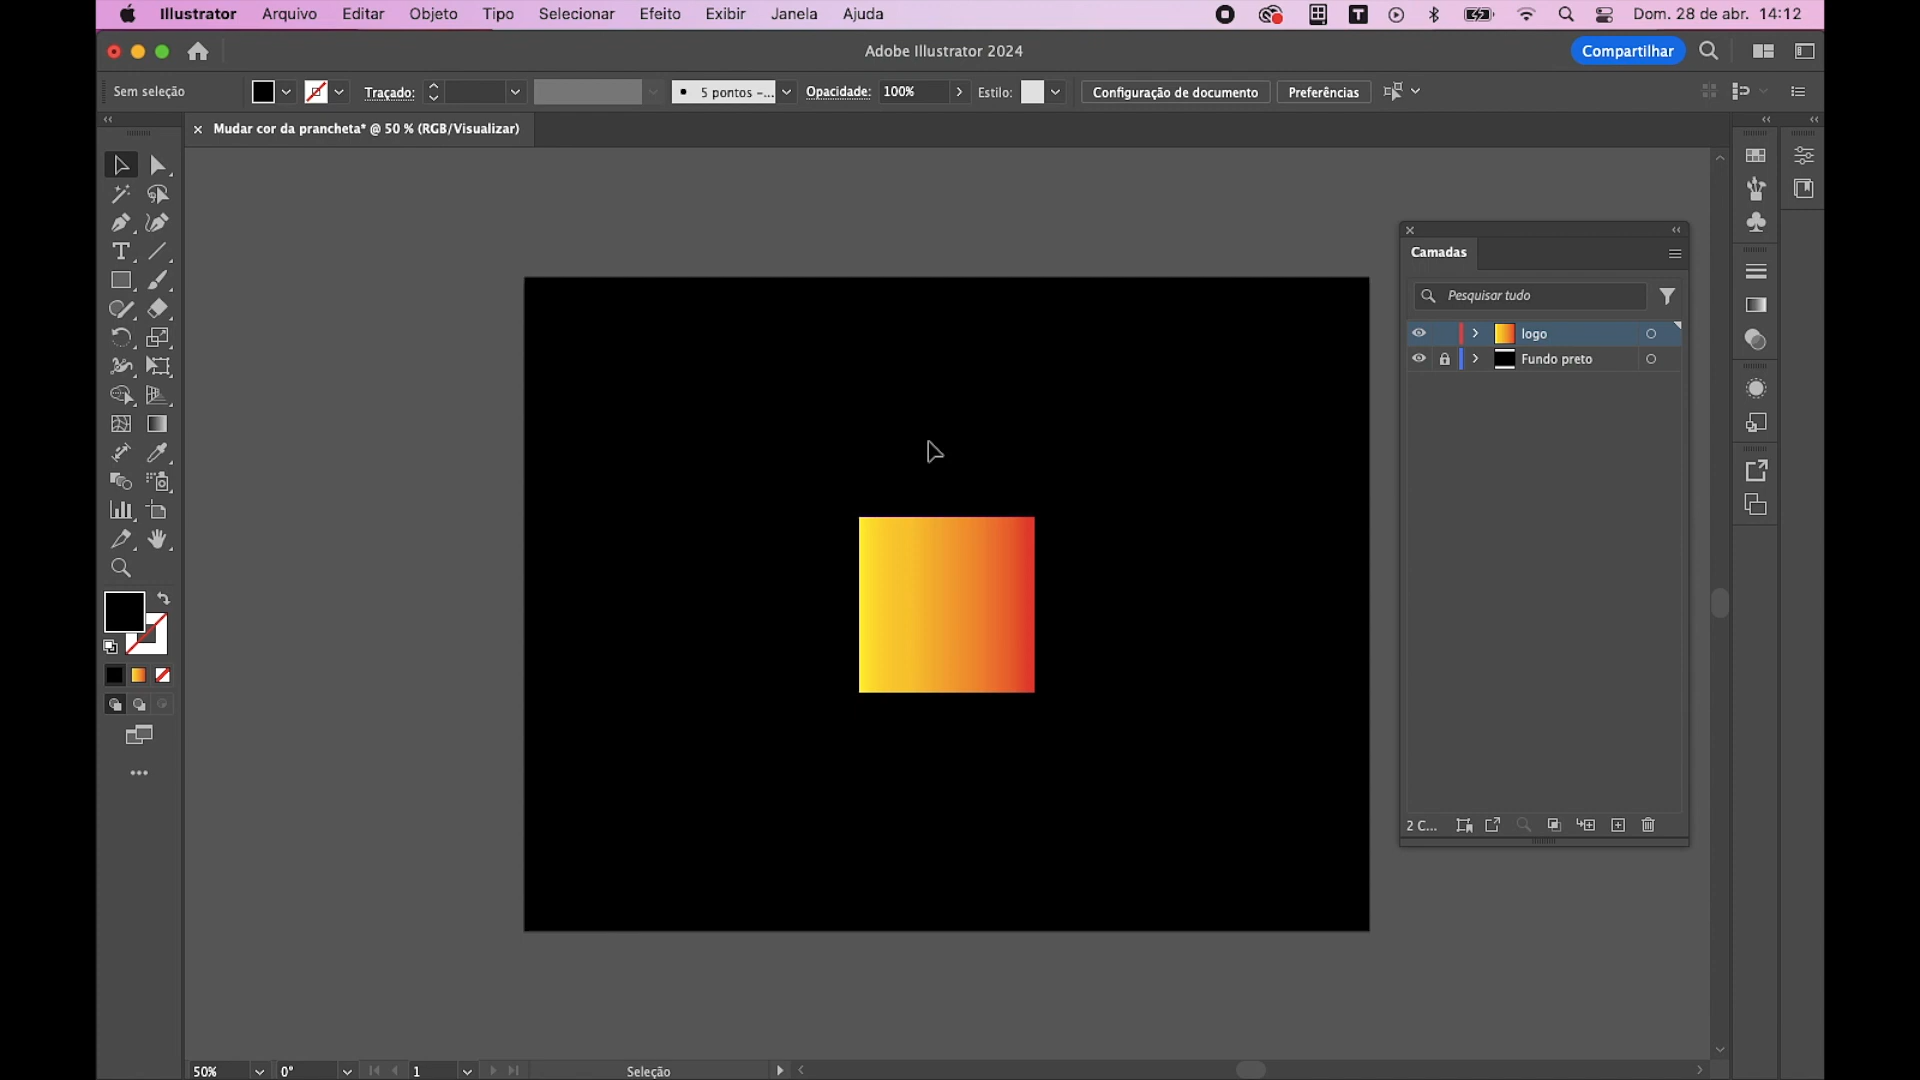 Illustrator Arquivo Editar Objeto Tipo Selecionar Efeito Exibir Janela Ajuda Dom. 28 de abr. 14:12
Adobe Illustrator 2024 Compartilhar
Sem seleção Traçado: 5 pontos -... Opacidade: 100% Estilo: Configuração de documento Preferências
Mudar cor da prancheta* @ 50 % (RGB/Visualizar)
Camadas
Pesquisar tudo
logo
Fundo preto
2 C...
50% 0° 1 Seleção